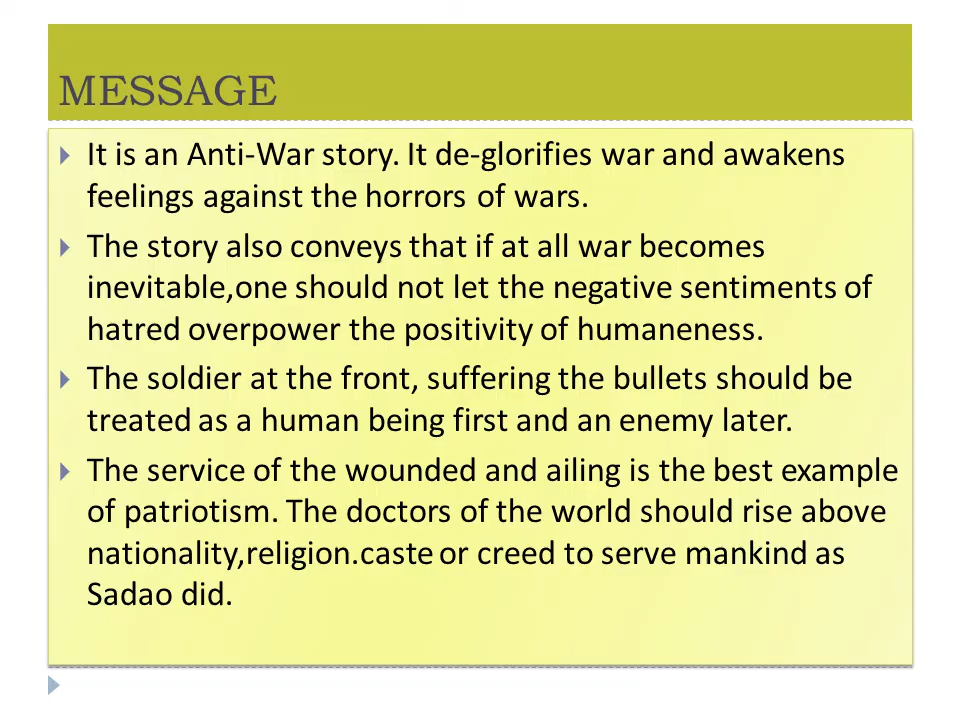 MESSAGE
It is an Anti-War story. It de-glorifies war and awakens
feelings against the horrors of wars.
The story also conveys that if at all war becomes
inevitable,one should not let the negative sentiments of
hatred overpower the positivity of humaneness.
The soldier at the front, suffering the bullets should be
treated as a human being first and an enemy later.
The service of the wounded and ailing is the best example
of patriotism. The doctors of the world should rise above
nationality,religion.caste or creed to serve mankind as
Sadao did.